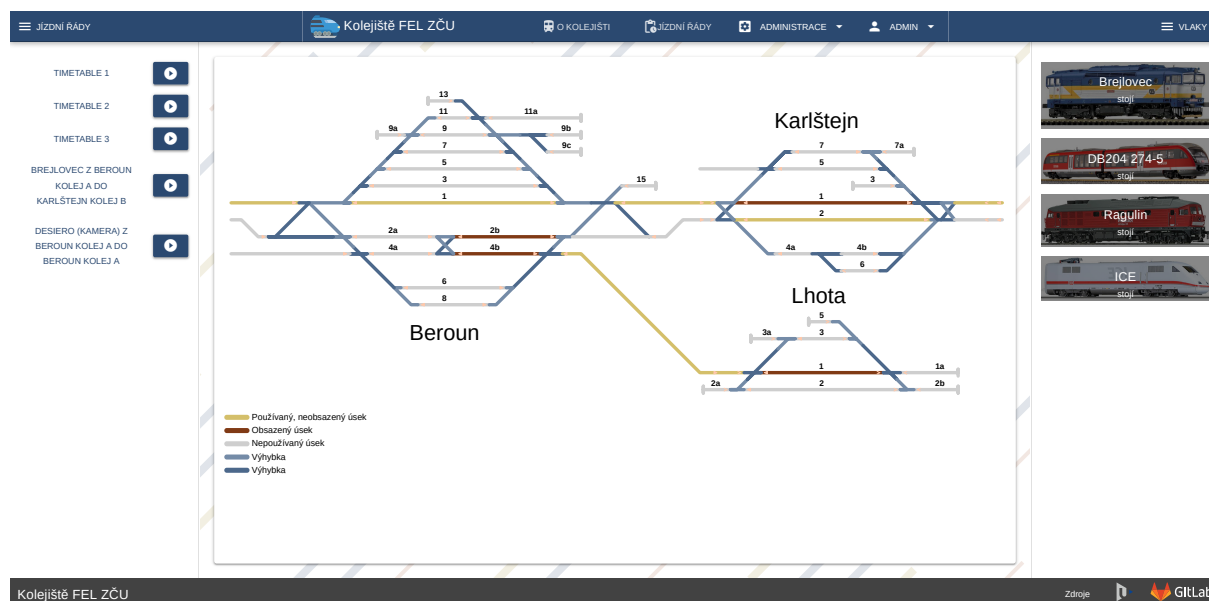 JÍZDNÍ ŘÁDY
Kolejiště FEL ZČU
O KOLEJIŠTI
JÍZDNÍ ŘÁDY
ADMINISTRACE
ADMIN
VLAKY
TIMETABLE 1
TIMETABLE 2
TIMETABLE 3
BREJLOVEC Z BEROUN
KOLEJ A DO
KARLŠTEJN KOLEJ B
DESIERO (KAMERA) Z
BEROUN KOLEJ A DO
BEROUN KOLEJ A
13
11 11a
9a 9 9b
7 9c
5
3
1
15
2a 2b
4a 4b
6
8
Beroun
Karlštejn
7 7a
5
3
1
2
4a 4b
6
Lhota
5
3a 3
1 1a
2a 2 2b
Používaný, neobsazený úsek
Obsazený úsek
Nepoužívaný úsek
Výhybka
Výhybka
Brejlovec
stojí
DB204 274-5
stojí
Ragulin
stojí
ICE
stojí
Kolejiště FEL ZČU
Zdroje
GitLab